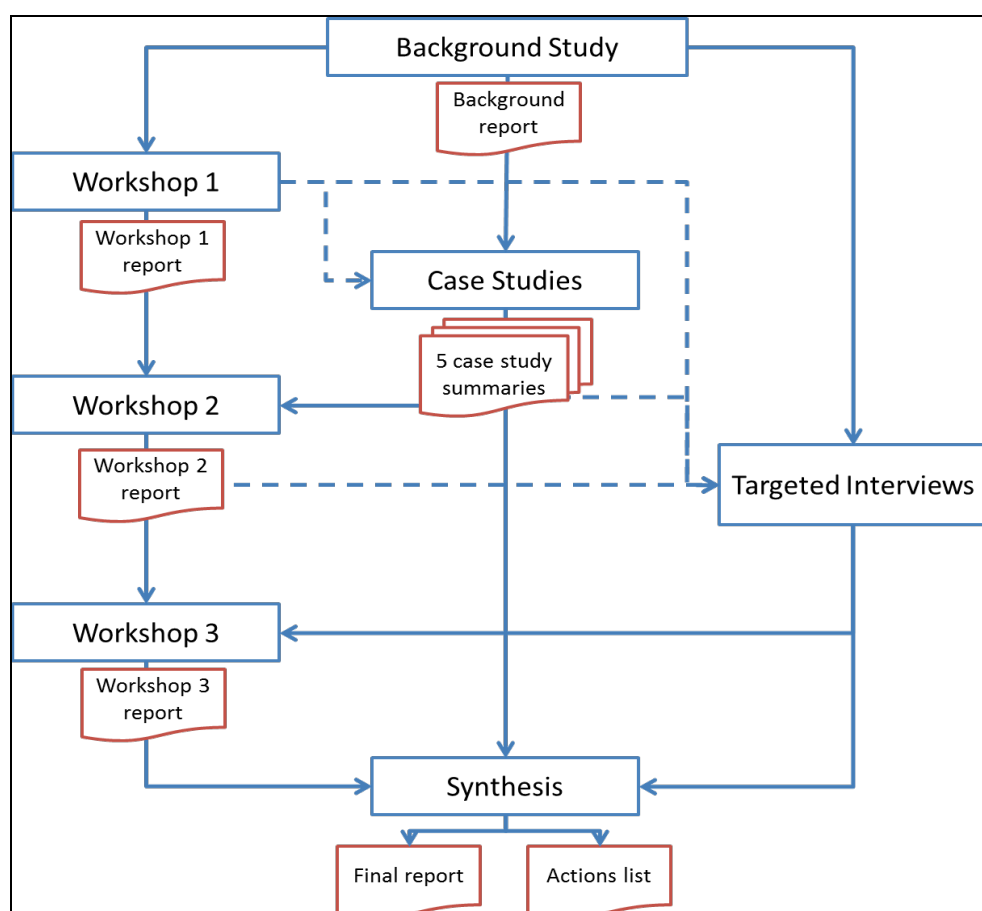 Background Study
Background
report
Workshop 1
Workshop 1
report
Case Studies
5 case study
summaries
Workshop 2
Workshop 2
report
Targeted Interviews
Workshop 3
Workshop 3
report
Synthesis
Final report
Actions list